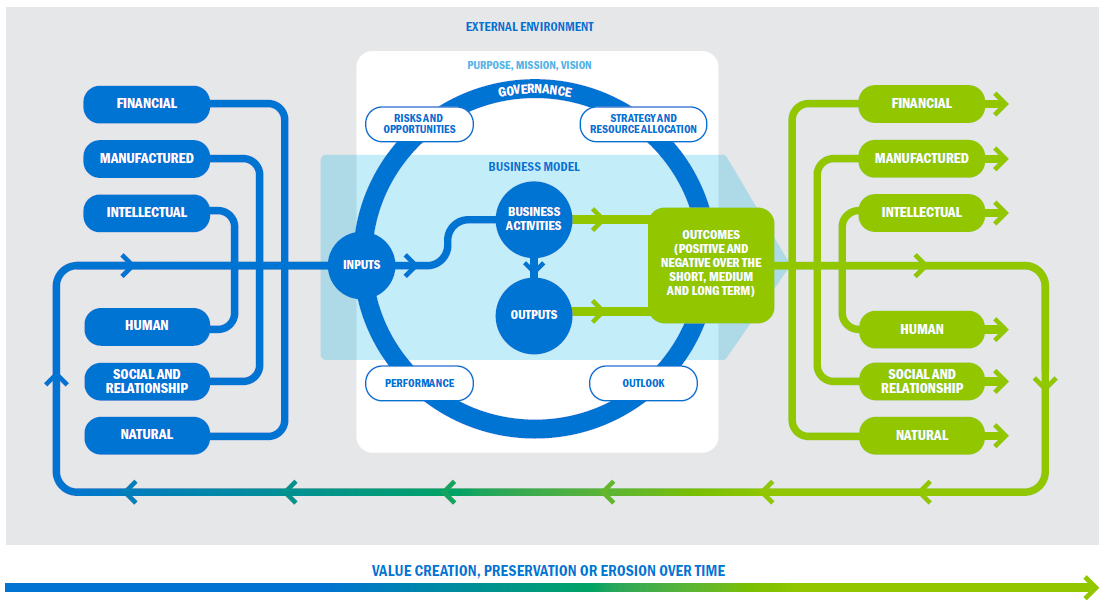 EXTERNAL ENVIRONMENT
PURPOSE, MISSION, VISION
GOVERNANCE
RISKS AND
OPPORTUNITIES
STRATEGY AND
RESOURCE ALLOCATION
FINANCIAL
MANUFACTURED
INTELLECTUAL
HUMAN
SOCIAL AND
RELATIONSHIP
NATURAL
BUSINESS MODEL
INPUTS
BUSINESS
ACTIVITIES
OUTPUTS
OUTCOMES
(POSITIVE AND
NEGATIVE OVER THE
SHORT, MEDIUM
AND LONG TERM)
PERFORMANCE
OUTLOOK
FINANCIAL
MANUFACTURED
INTELLECTUAL
HUMAN
SOCIAL AND
RELATIONSHIP
NATURAL
VALUE CREATION, PRESERVATION OR EROSION OVER TIME